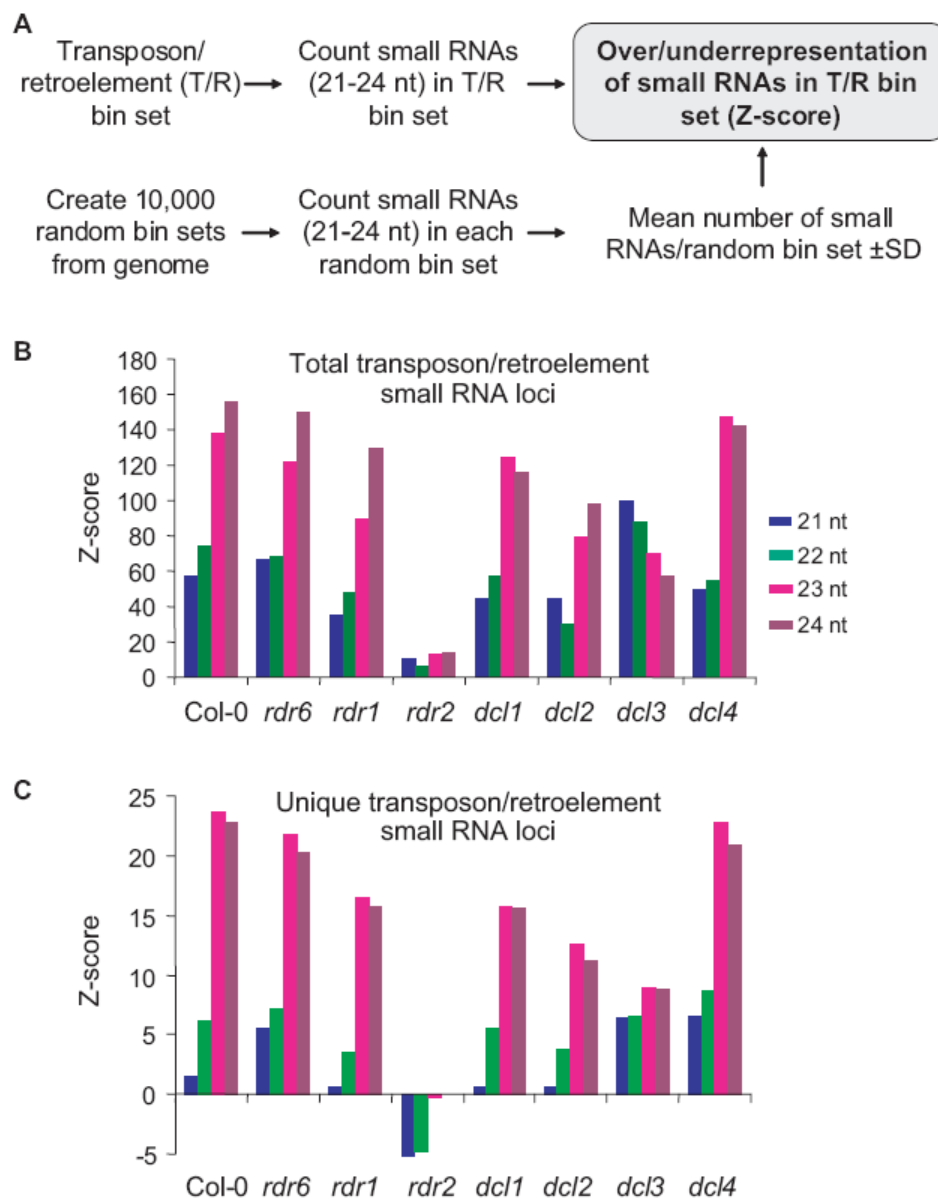 A
Transposon/
retroelement (T/R)
bin set
Count small RNAs
(21-24 nt) in T/R
bin set
Over/underrepresentation
of small RNAs in T/R bin
set (Z-score)
Create 10,000
random bin sets
from genome
Count small RNAs
(21-24 nt) in each
random bin set
Mean number of small
RNAs/random bin set ±SD
B
Total transposon/retroelement
small RNA loci
Z-score
180
160
140
120
100
80
60
40
20
0
21 nt
22 nt
23 nt
24 nt
Col-0 rdr6 rdr1 rdr2 dcl1 dcl2 dcl3 dcl4
C
Unique transposon/retroelement
small RNA loci
Z-score
25
20
15
10
5
0
-5
Col-0 rdr6 rdr1 rdr2 dcl1 dcl2 dcl3 dcl4